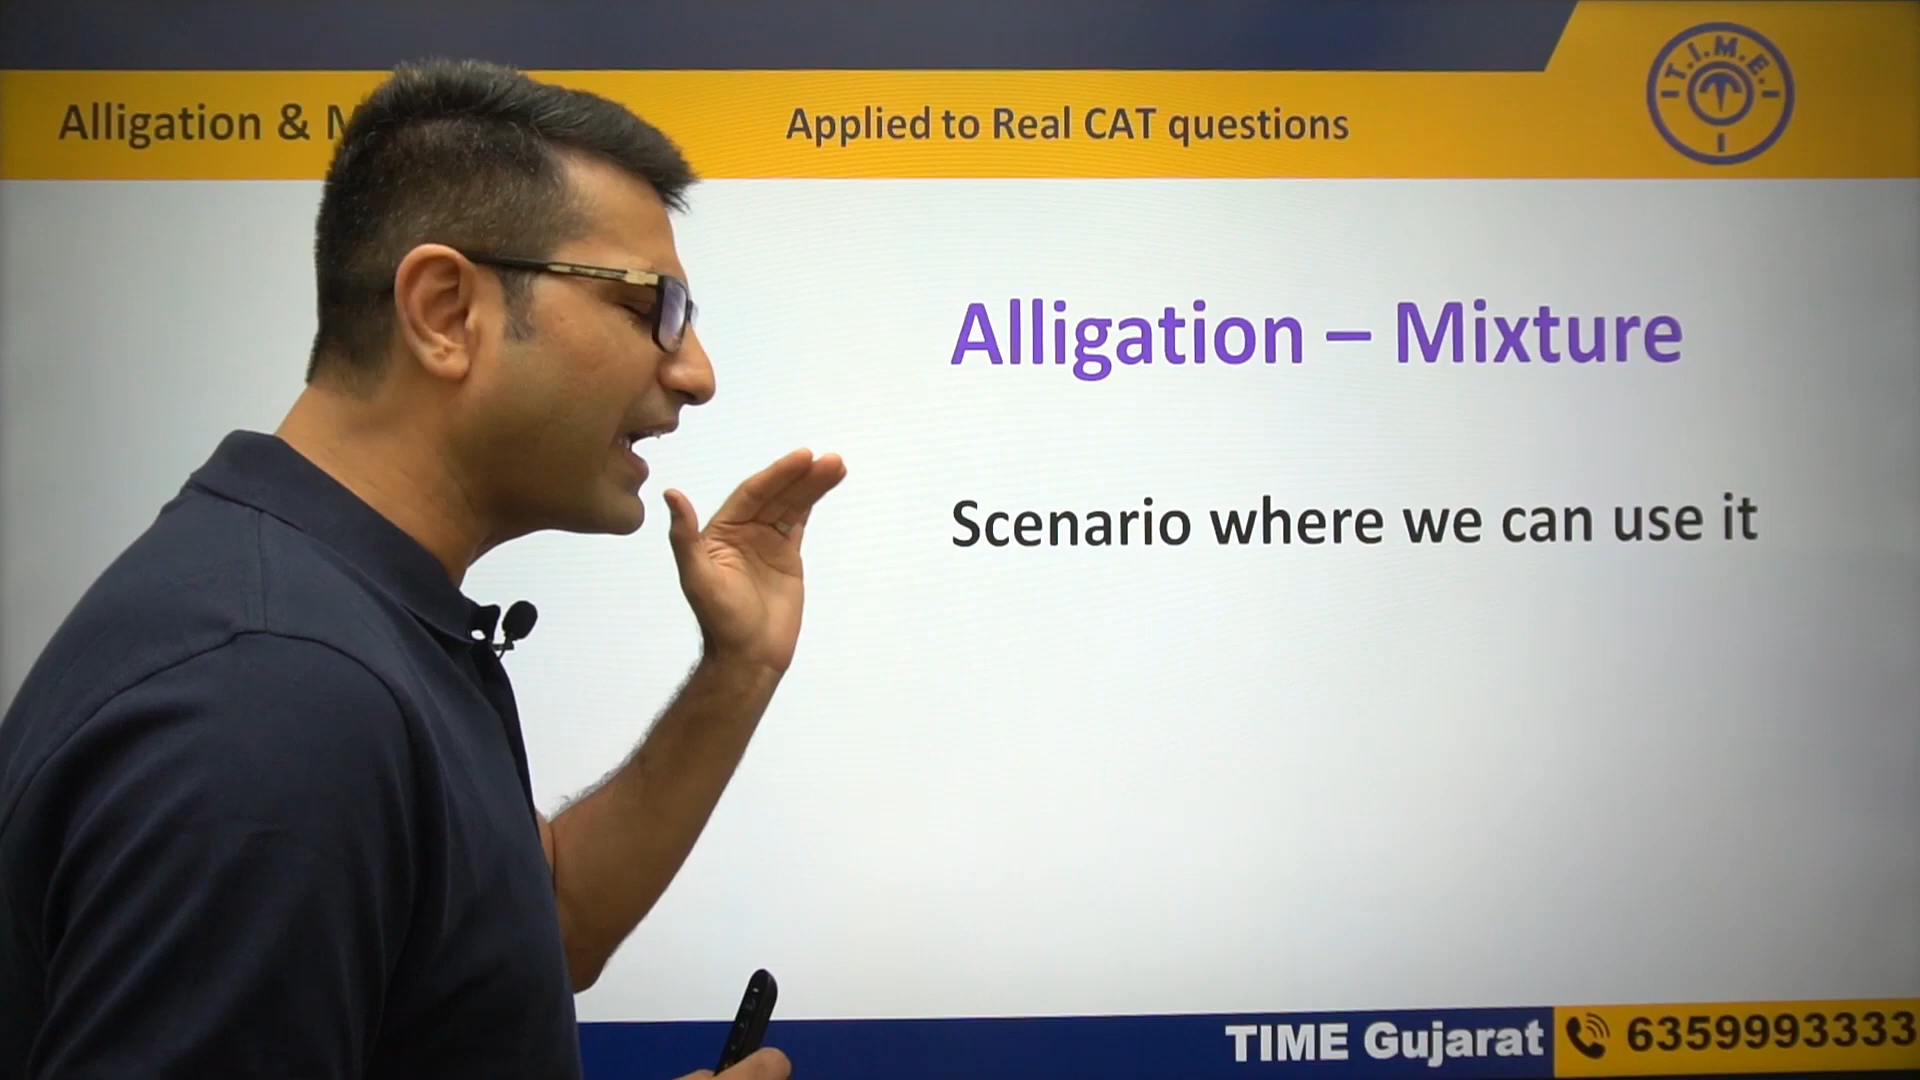 Alligation & M
Applied to Real CAT questions
T.I.M.E.
Alligation – Mixture
Scenario where we can use it
TIME Gujarat
6359993333